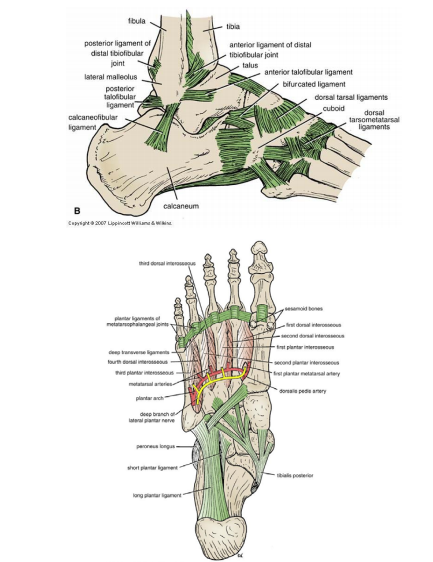 fibula
tibia
posterior ligament of
distal tibiofibular
joint
anterior ligament of distal
tibiofibular joint
talus
lateral malleolus
anterior talofibular ligament
posterior
talofibular
ligament
bifurcated ligament
dorsal tarsal ligaments
cuboid
dorsal
tarsometatarsal
ligaments
calcaneofibular
ligament
calcaneum
B
Copyright © 2007 Lippincott Williams & Wilkins.
third dorsal interosseous
sesamoid bones
plantar ligaments of
metatarsophalangeal joints
first dorsal interosseous
second dorsal interosseous
first plantar interosseous
deep transverse ligaments
fourth dorsal interosseous
second plantar interosseous
third plantar interosseous
first plantar metatarsal artery
metatarsal arteries
dorsalis pedis artery
plantar arch
deep branch of
lateral plantar nerve
peroneus longus
short plantar ligament
tibialis posterior
long plantar ligament